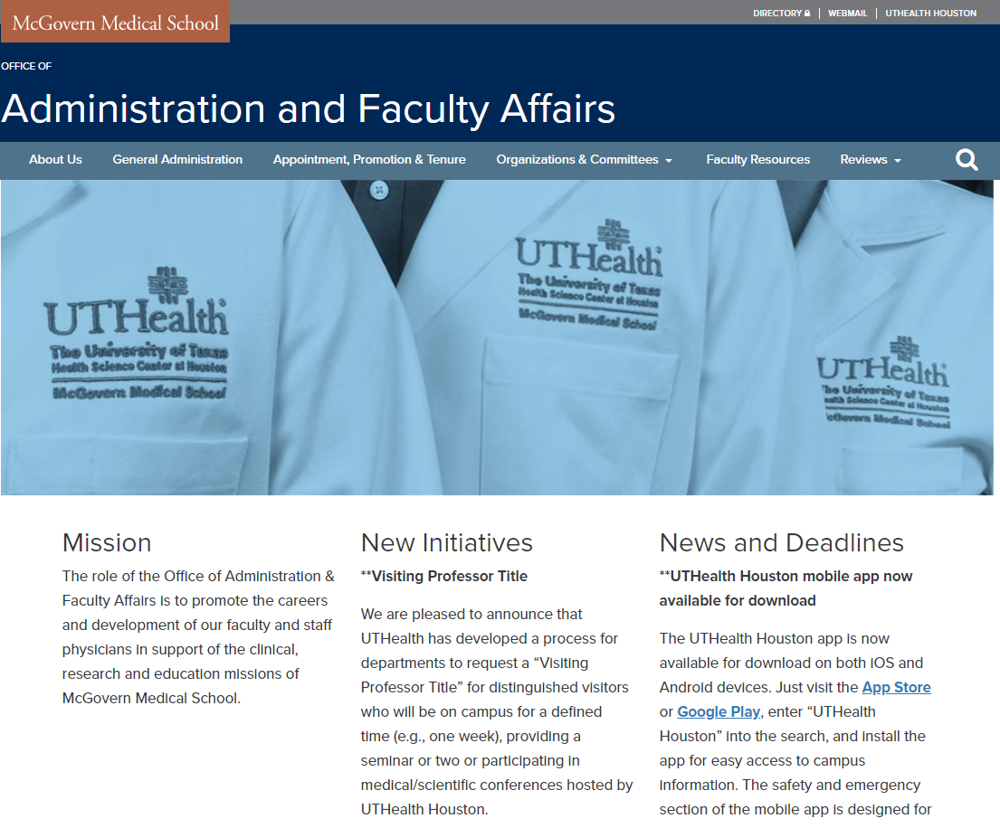 McGovern Medical School
DIRECTORY
WEBMAIL
UTHEALTH HOUSTON
OFFICE OF
Administration and Faculty Affairs
About Us
General Administration
Appointment, Promotion & Tenure
Organizations & Committees
Faculty Resources
Reviews
UTHealth
The University of Texas
Health Science Center at Houston
McGovern Medical School
UTHealth
The University of Texas
Health Science Center at Houston
McGovern Medical School
UTHealth
The University of Texas
Health Science Center at Houston
McGovern Medical School
Mission
The role of the Office of Administration &
Faculty Affairs is to promote the careers
and development of our faculty and staff
physicians in support of the clinical,
research and education missions of
McGovern Medical School.
New Initiatives
**Visiting Professor Title
We are pleased to announce that
UTHealth has developed a process for
departments to request a “Visiting
Professor Title” for distinguished visitors
who will be on campus for a defined
time (e.g., one week), providing a
seminar or two or participating in
medical/scientific conferences hosted by
UTHealth Houston.
News and Deadlines
**UTHealth Houston mobile app now
available for download
The UTHealth Houston app is now
available for download on both iOS and
Android devices. Just visit the App Store
or Google Play, enter “UTHealth
Houston” into the search, and install the
app for easy access to campus
information. The safety and emergency
section of the mobile app is designed for